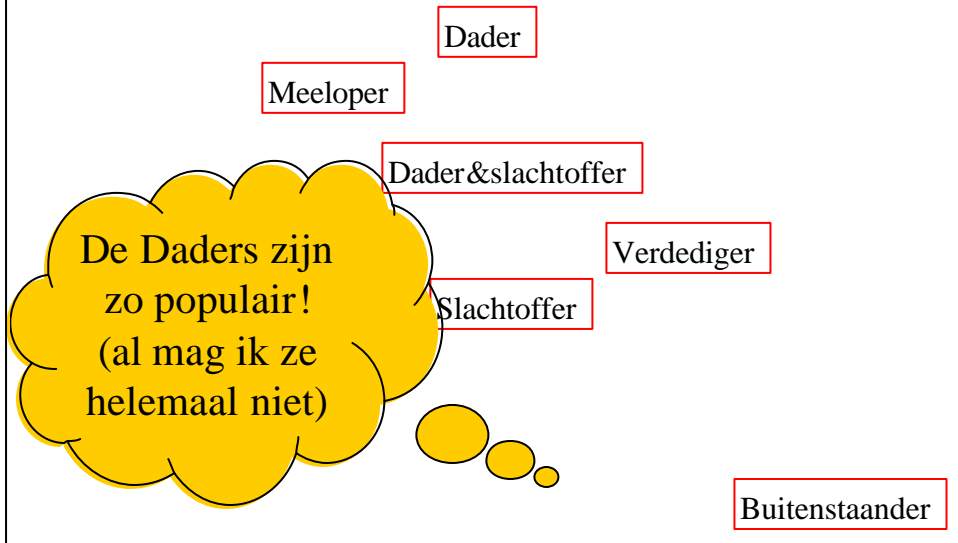 Dader
Meeloper
Dader&slachtoffer
Verdediger
De Daders zijn
zo populair!
(al mag ik ze
helemaal niet)
Slachtoffer
Buitenstaander